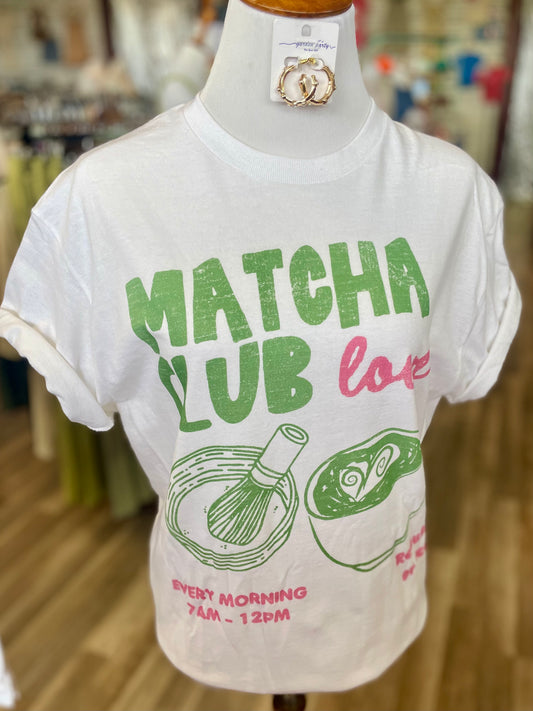 MATCHA
CLUB love
EVERY MORNING
7AM - 12PM